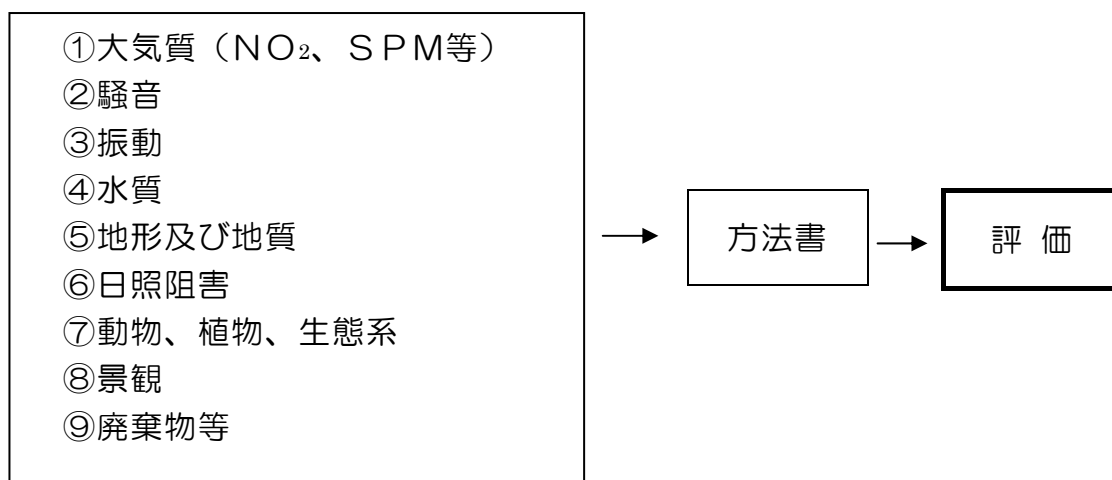 ①大気質（ＮＯ₂、ＳＰＭ等）
②騒音
③振動
④水質
⑤地形及び地質
⑥日照阻害
⑦動物、植物、生態系
⑧景観
⑨廃棄物等
方法書
評 価